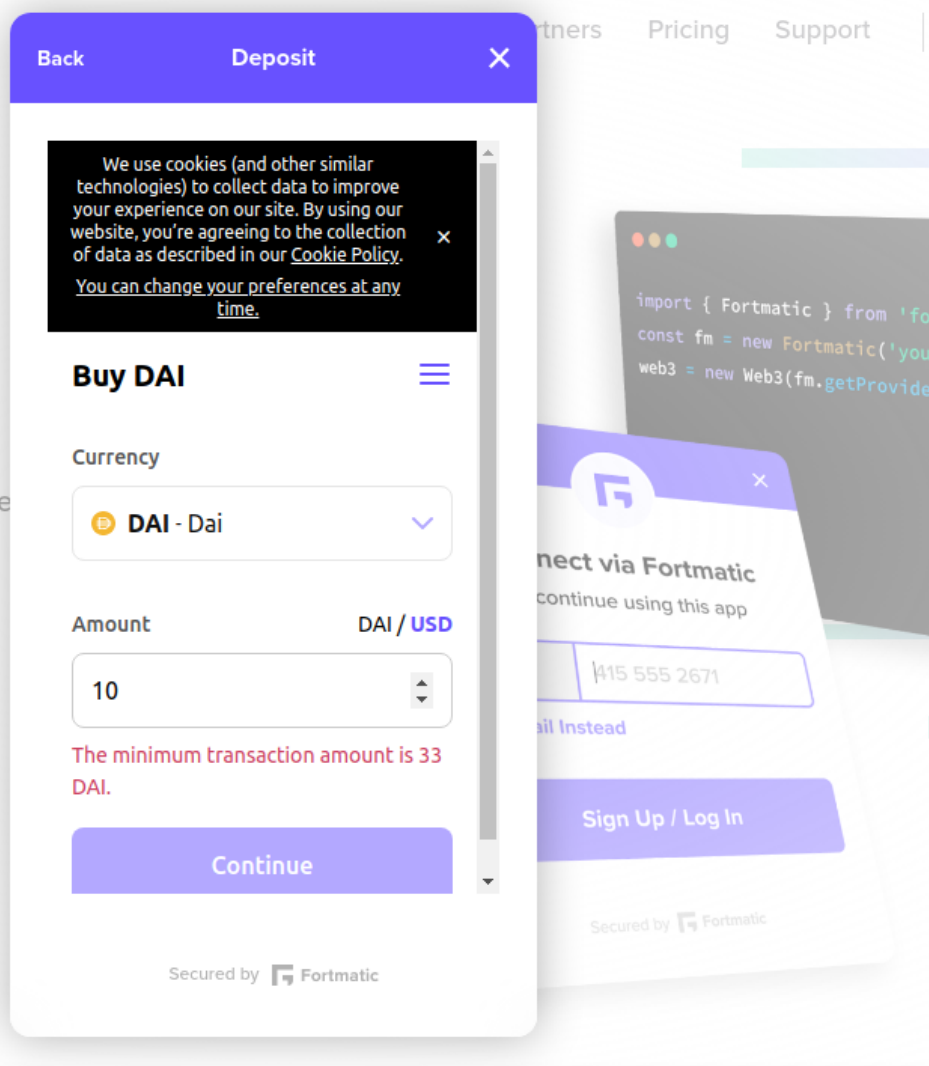 Back
Deposit
We use cookies (and other similar
technologies) to collect data to improve
your experience on our site. By using our
website, you're agreeing to the collection
of data as described in our Cookie Policy.
You can change your preferences at any
time.
Buy DAI
Currency
DAI - Dai
Amount
DAI / USD
10
The minimum transaction amount is 33
DAI.
Continue
Secured by Fortmatic
rtners
Pricing
Support
import { Fortmatic } from 'fo
const fm = new Fortmatic('you
web3 = new Web3(fm.getProvide
e
nect via Fortmatic
continue using this app
415 555 2671
ail Instead
Sign Up / Log In
Secured by Fortmatic